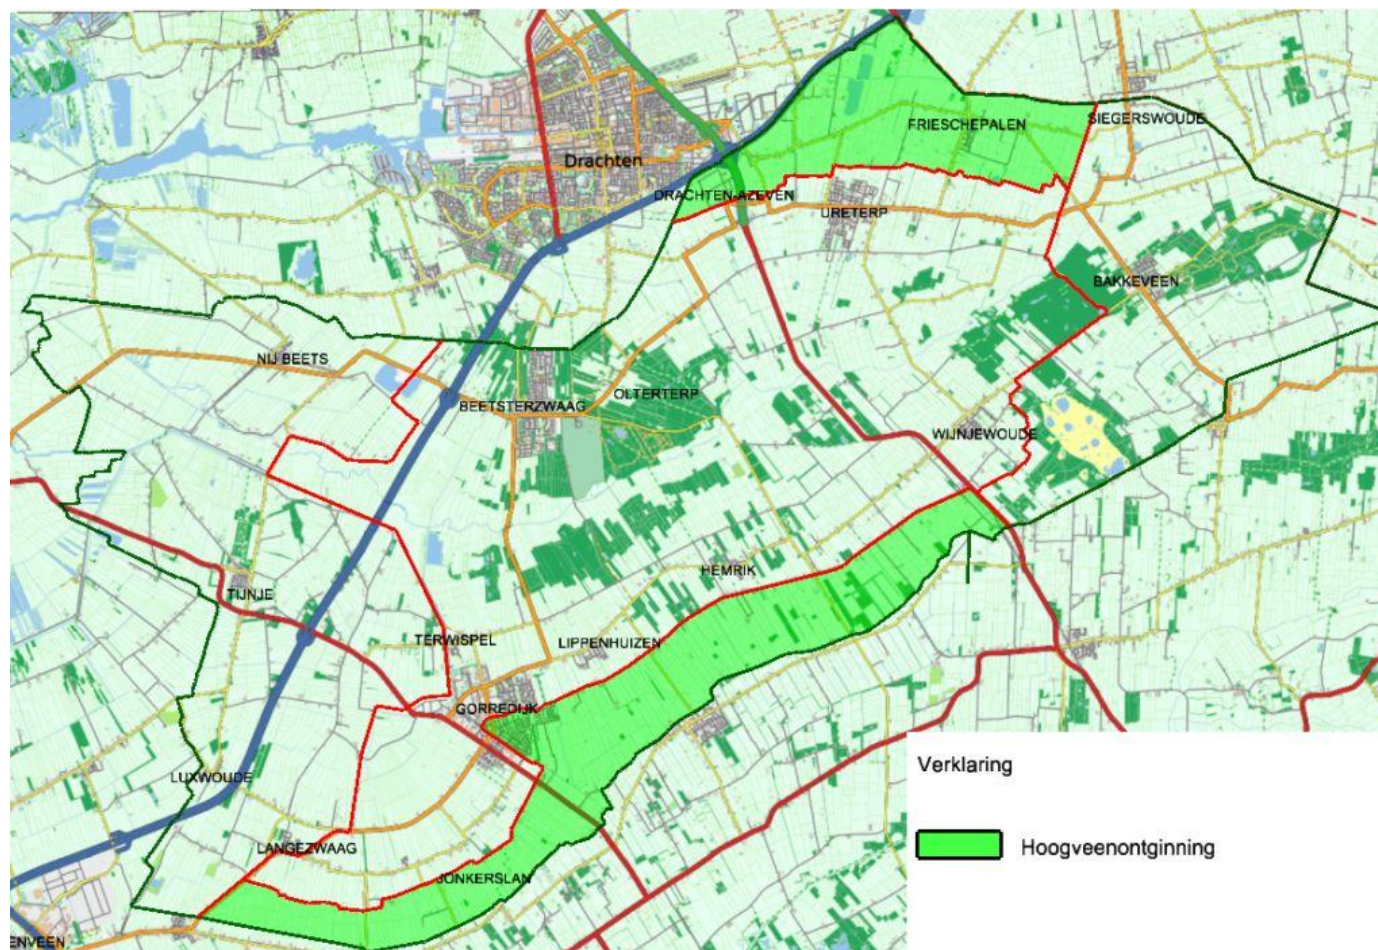 FRIESCHEPALEN
SIEGERSWOUDE
Drachten
DRACHTEN-AZEVEN
URETERP
BAKKEVEEN
NIJ BEETS
OLTERTERP
BEETSTERZWAAG
WIJNJEWOUDE
HEMRIK
TIJNJE
TERWISPEL
LIPPENHUIZEN
GORREDIJK
Verklaring
LUXWOUDE
Hoogveenontginning
LANGEZWAAG
JONKERSLAN
ENVEEN